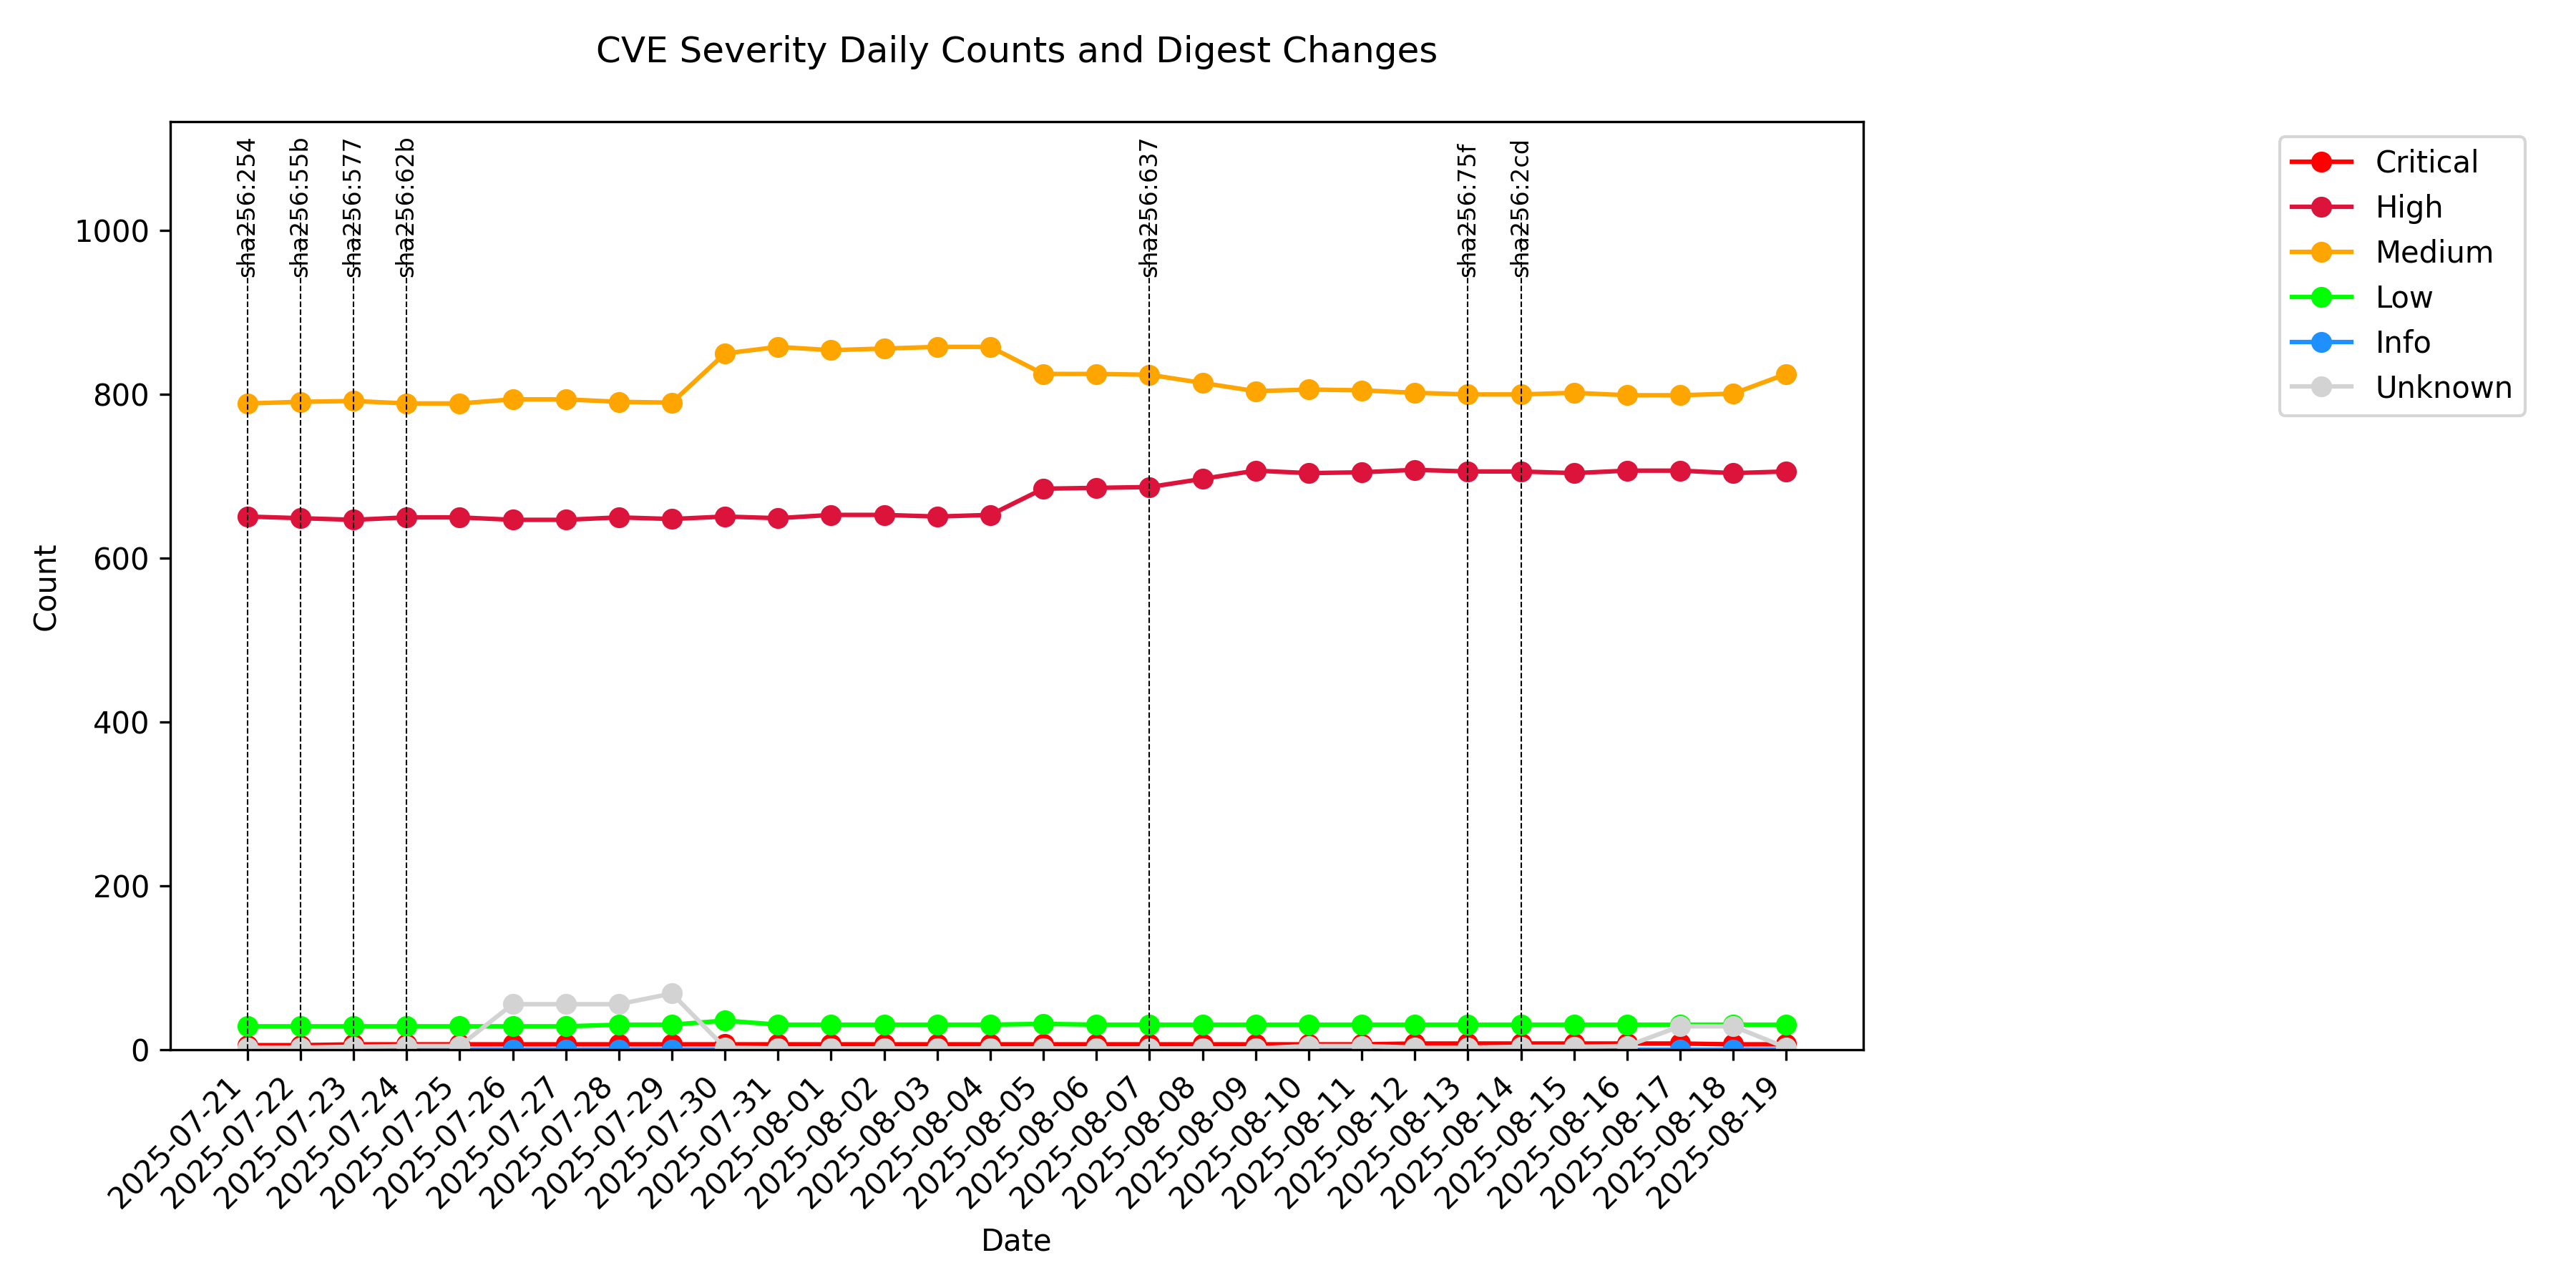 CVE Severity Daily Counts and Digest Changes
sha256:254
sha256:55b
sha256:577
sha256:62b
sha256:637
sha256:75f
sha256:2cd
Critical
High
Medium
Low
Info
Unknown
Count
1000
800
600
400
200
0
2025-07-21
2025-07-22
2025-07-23
2025-07-24
2025-07-25
2025-07-26
2025-07-27
2025-07-28
2025-07-29
2025-07-30
2025-07-31
2025-08-01
2025-08-02
2025-08-03
2025-08-04
2025-08-05
2025-08-06
2025-08-07
2025-08-08
2025-08-09
2025-08-10
2025-08-11
2025-08-12
2025-08-13
2025-08-14
2025-08-15
2025-08-16
2025-08-17
2025-08-18
2025-08-19
Date